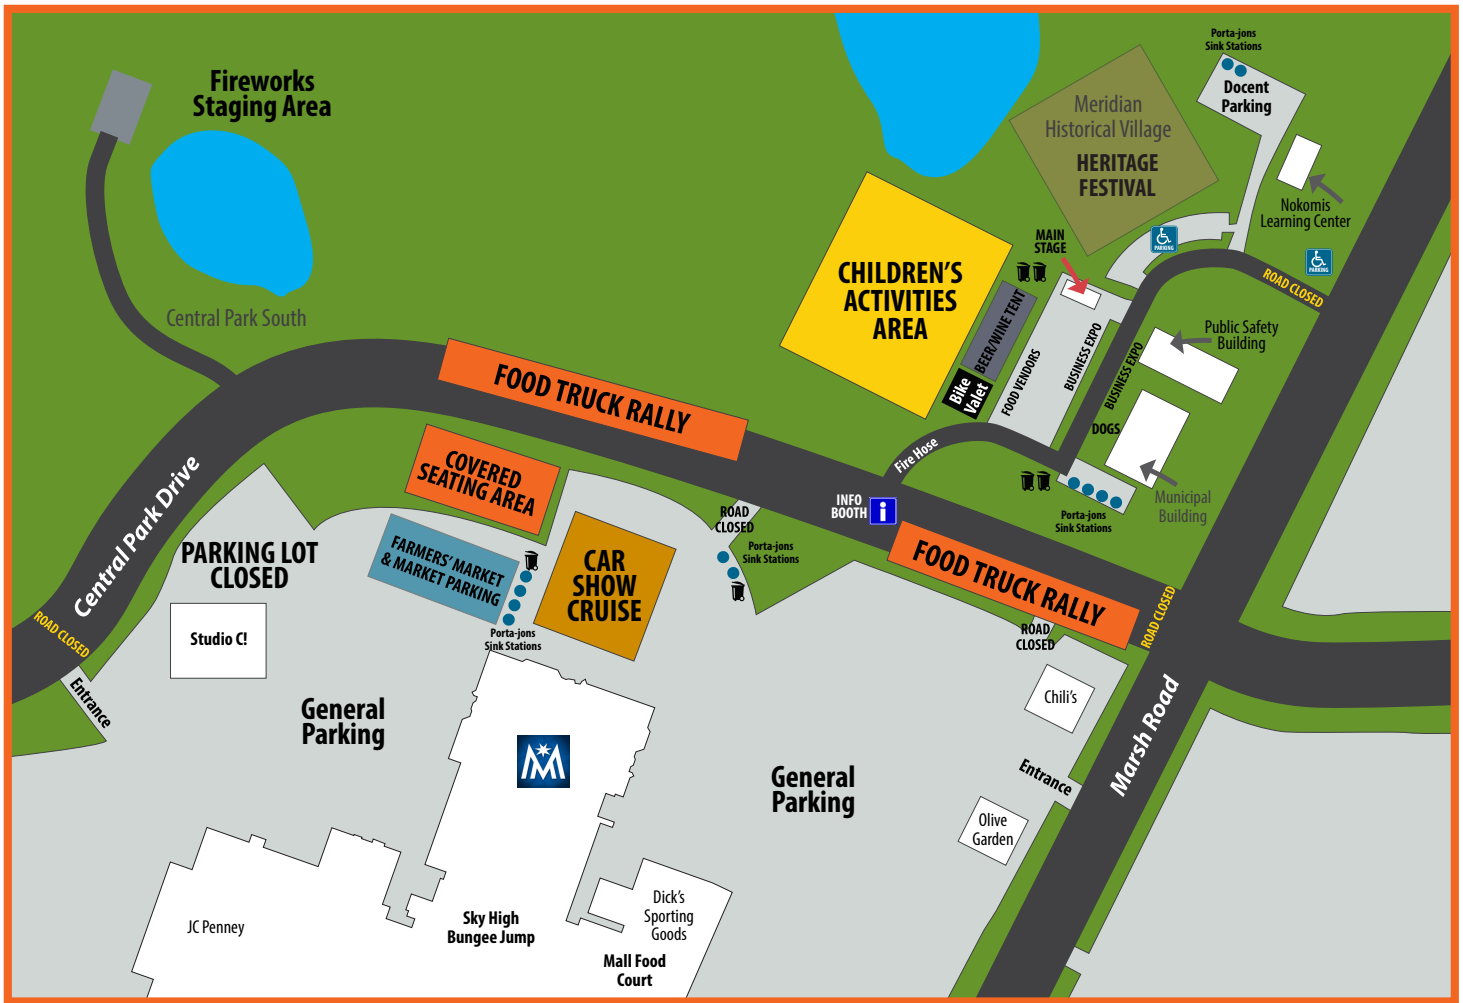 Fireworks
Staging Area
Central Park South
Porta-jons
Sink Stations
Docent
Parking
Meridian
Historical Village
HERITAGE
FESTIVAL
Nokomis
Learning Center
MAIN
STAGE
PARKING
PARKING
ROAD CLOSED
CHILDREN'S
ACTIVITIES
AREA
BEER/WINE TENT
Bike
Valet
FOOD VENDORS
BUSINESS EXPO
BUSINESS EXPO
Public Safety
Building
DOGS
Municipal
Building
Fire Hose
Porta-jons
Sink Stations
FOOD TRUCK RALLY
COVERED
SEATING AREA
INFO
BOOTH
i
ROAD
CLOSED
Porta-jons
Sink Stations
Central Park Drive
PARKING LOT
CLOSED
FARMERS' MARKET
& MARKET PARKING
CAR
SHOW
CRUISE
FOOD TRUCK RALLY
ROAD CLOSED
ROAD
CLOSED
ROAD CLOSED
Studio C!
Porta-jons
Sink Stations
Entrance
General
Parking
M
General
Parking
Chili's
Marsh Road
Entrance
Olive
Garden
JC Penney
Sky High
Bungee Jump
Dick's
Sporting
Goods
Mall Food
Court